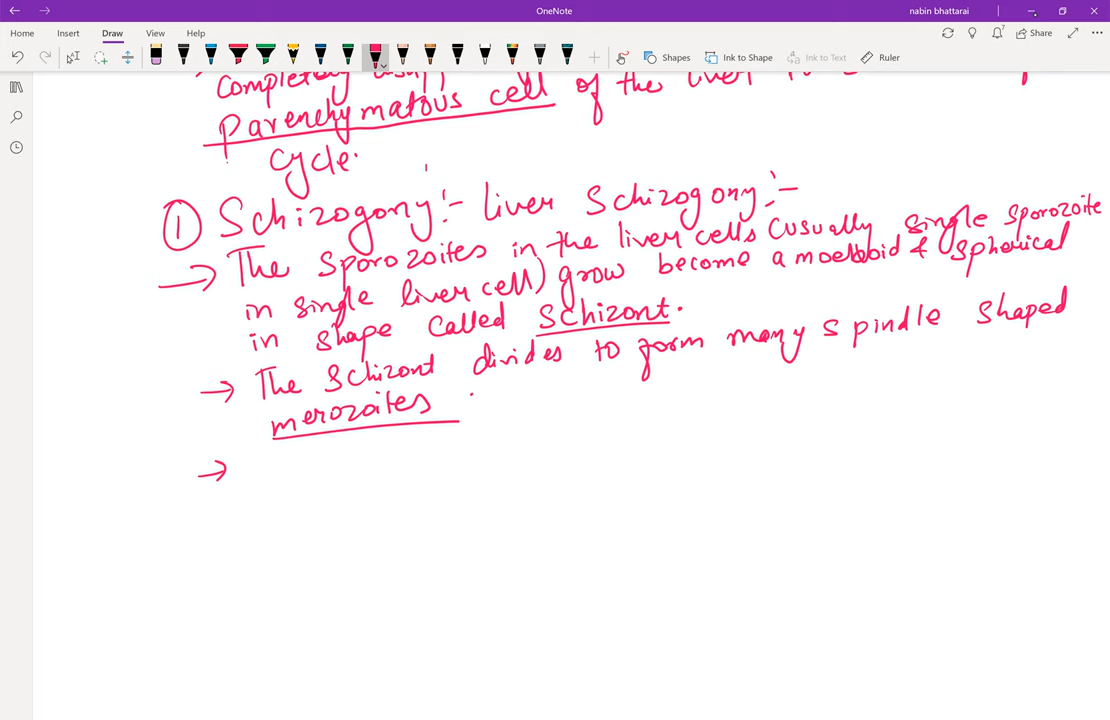 OneNote
nabin bhattarai
Home Insert Draw View Help
Share
Shapes Ink to Shape Ink to Text Ruler
completely
Parenchymatous cell of the liver
cycle.
① Schizogony :- liver Schizogony :-
→ The sporozoites in the liver cells (usually single sporozoite
in single liver cell) grow become amoeboid & spherical
in shape called Schizont.
→ The Schizont divides to form many spindle shaped
merozoites.
→